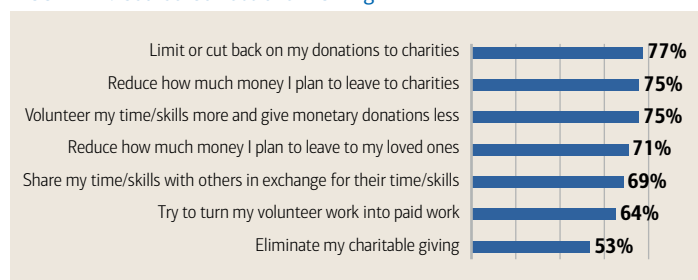 Limit or cut back on my donations to charities 77%
Reduce how much money I plan to leave to charities 75%
Volunteer my time/skills more and give monetary donations less 75%
Reduce how much money I plan to leave to my loved ones 71%
Share my time/skills with others in exchange for their time/skills 69%
Try to turn my volunteer work into paid work 64%
Eliminate my charitable giving 53%